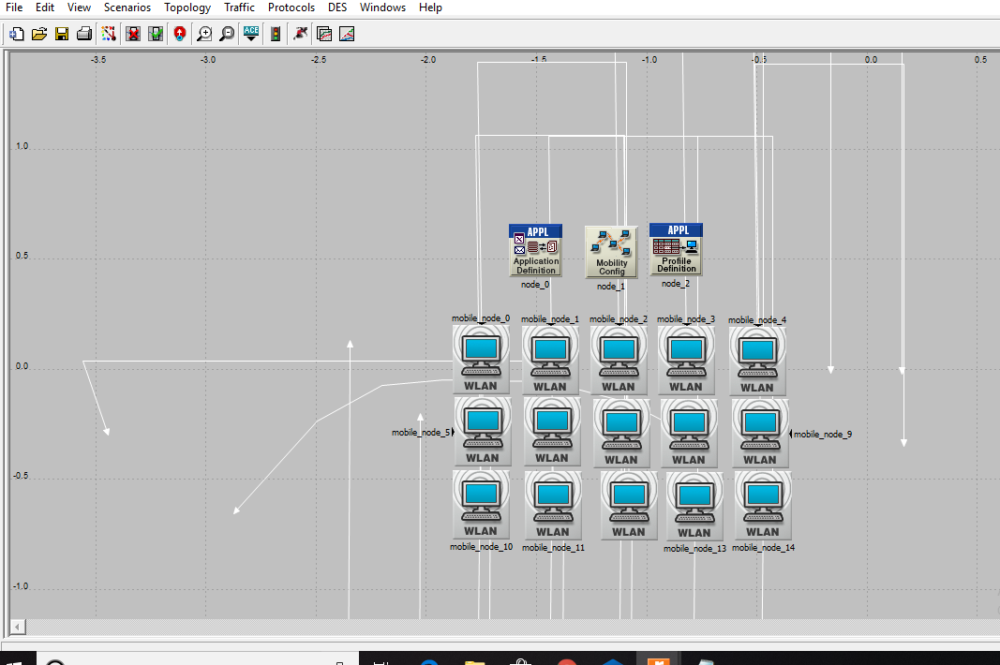 File Edit View Scenarios Topology Traffic Protocols DES Windows Help
ACE
-3.5 -3.0 -2.5 -2.0 -1.5 -1.0 -0.5 0.0 0.5
1.0
0.5
0.0
-0.5
-1.0
APPL
Application
Definition
node_0
Mobility
Config
node_1
APPL
Profile
Definition
node_2
mobile_node_0 mobile_node_1 mobile_node_2 mobile_node_3 mobile_node_4
WLAN WLAN WLAN WLAN WLAN
mobile_node_5 mobile_node_9
WLAN WLAN WLAN WLAN WLAN
WLAN WLAN WLAN WLAN WLAN
mobile_node_10 mobile_node_11 mobile_node_13 mobile_node_14